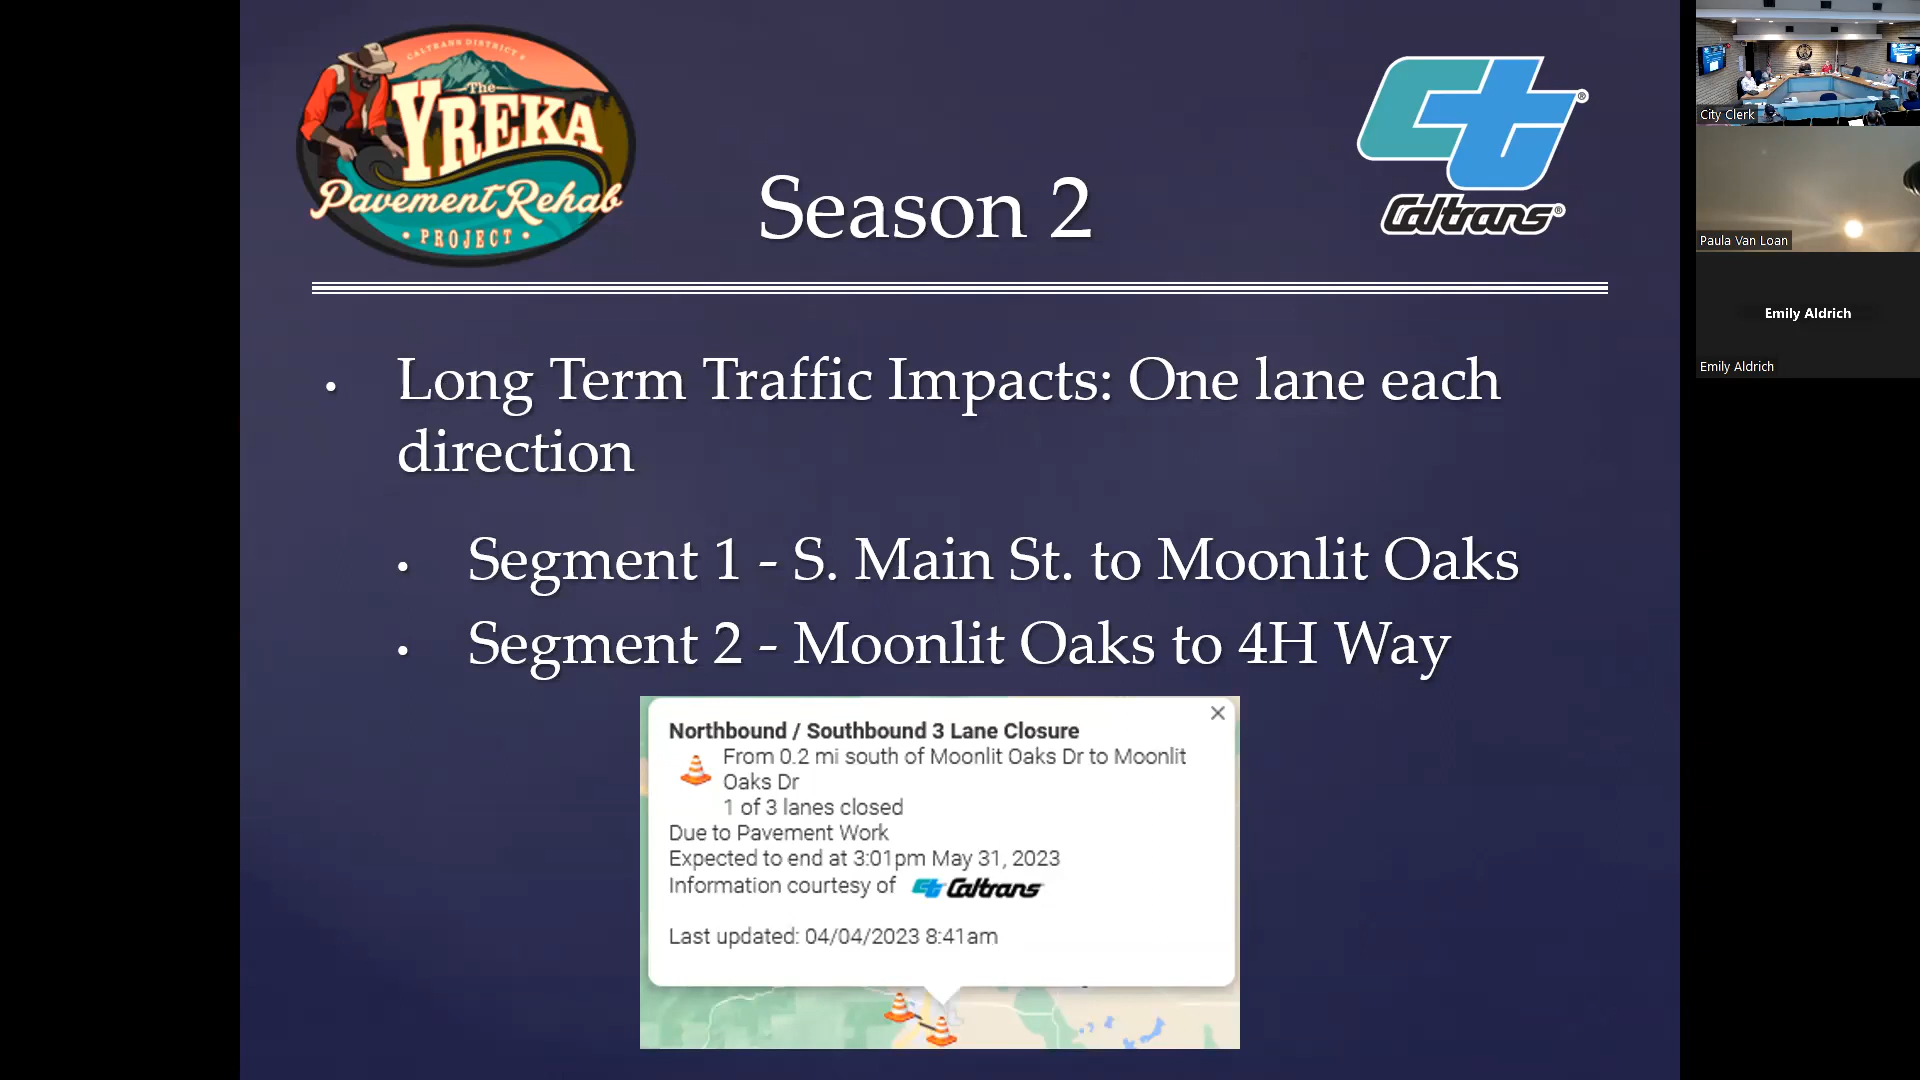 CALTRANS DISTRICT 2
The
YREKA
Pavement Rehab
• PROJECT •
Season 2
Caltrans®
• Long Term Traffic Impacts: One lane each
direction
• Segment 1 - S. Main St. to Moonlit Oaks
• Segment 2 - Moonlit Oaks to 4H Way
Northbound / Southbound 3 Lane Closure
From 0.2 mi south of Moonlit Oaks Dr to Moonlit
Oaks Dr
1 of 3 lanes closed
Due to Pavement Work
Expected to end at 3:01pm May 31, 2023
Information courtesy of Caltrans
Last updated: 04/04/2023 8:41am
City Clerk
Paula Van Loan
Emily Aldrich
Emily Aldrich